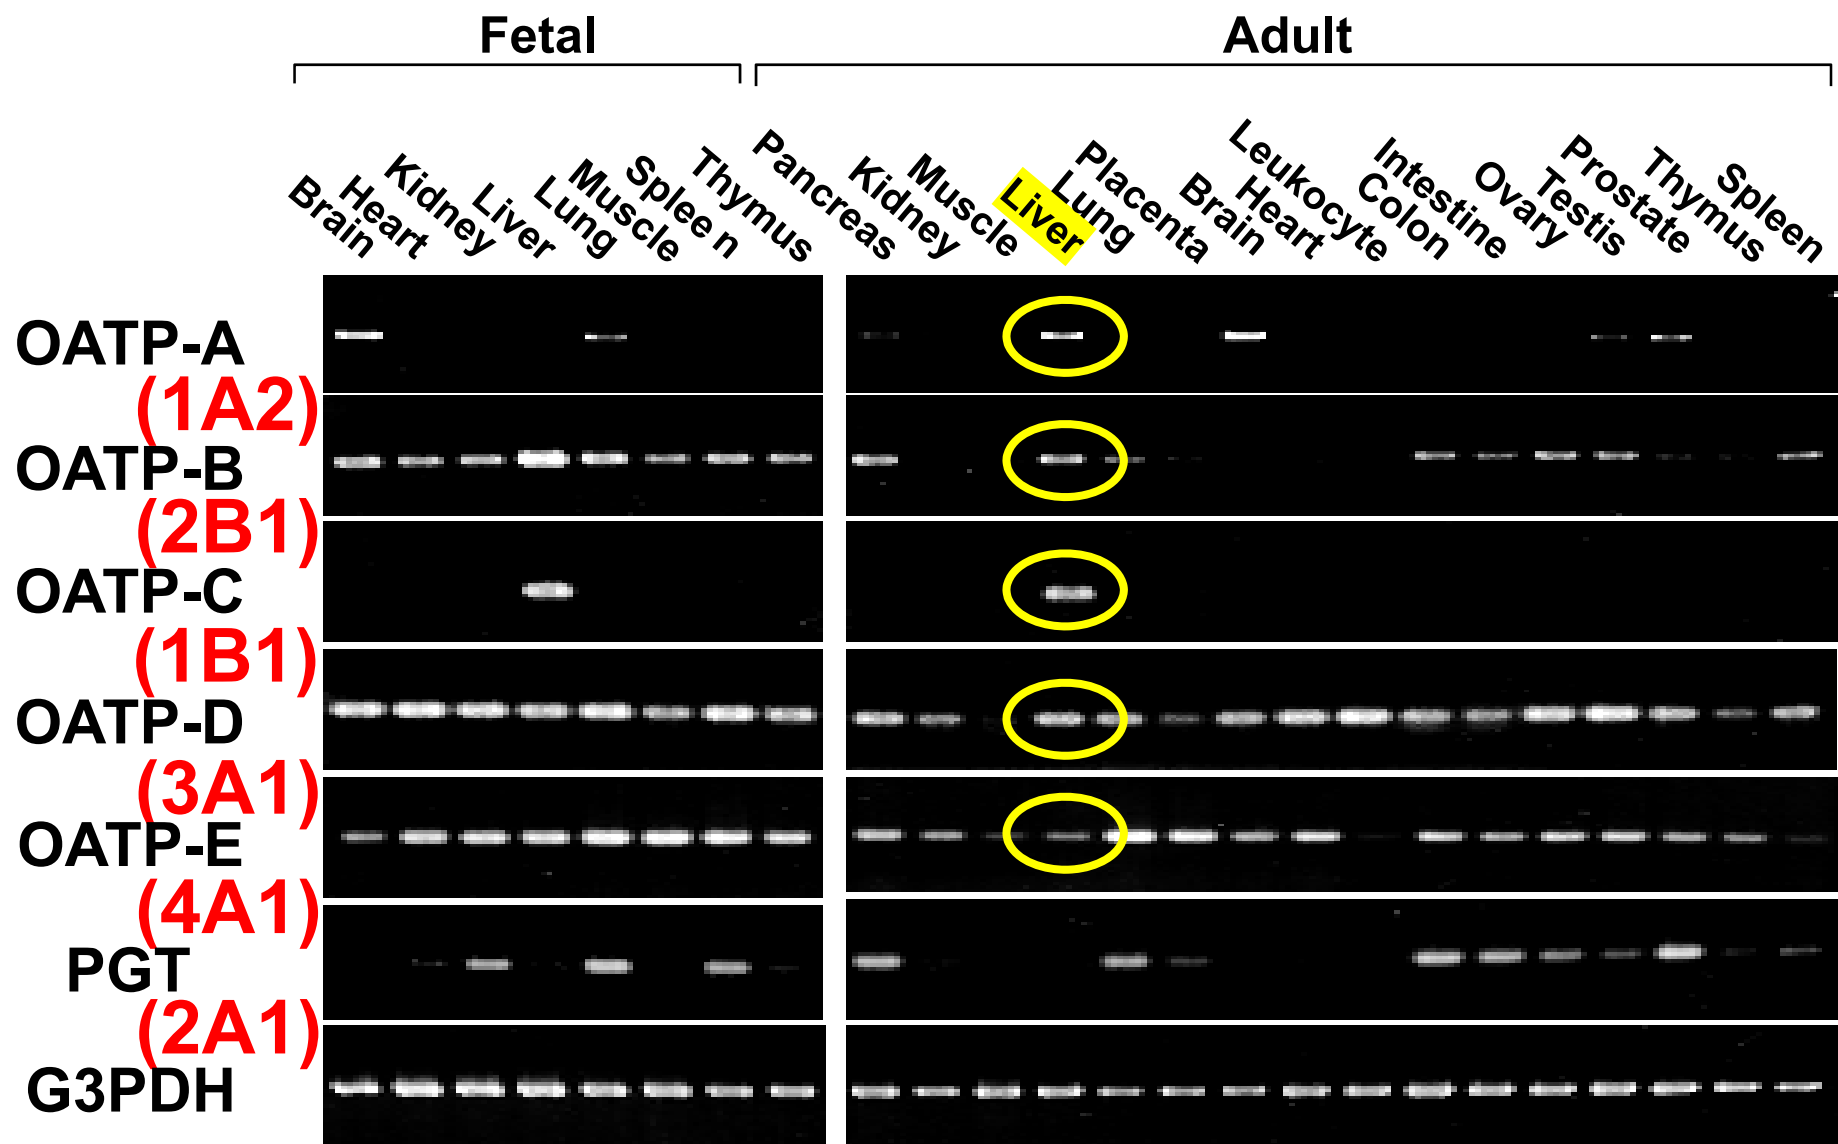 Fetal
Adult
Brain
Heart
Kidney
Liver
Lung
Muscle
Splee n
Thymus
Pancreas
Kidney
Muscle
Liver
Lung
Placenta
Brain
Heart
Leukocyte
Colon
Intestine
Ovary
Testis
Prostate
Thymus
Spleen
OATP-A
(1A2)
OATP-B
(2B1)
OATP-C
(1B1)
OATP-D
(3A1)
OATP-E
(4A1)
PGT
(2A1)
G3PDH